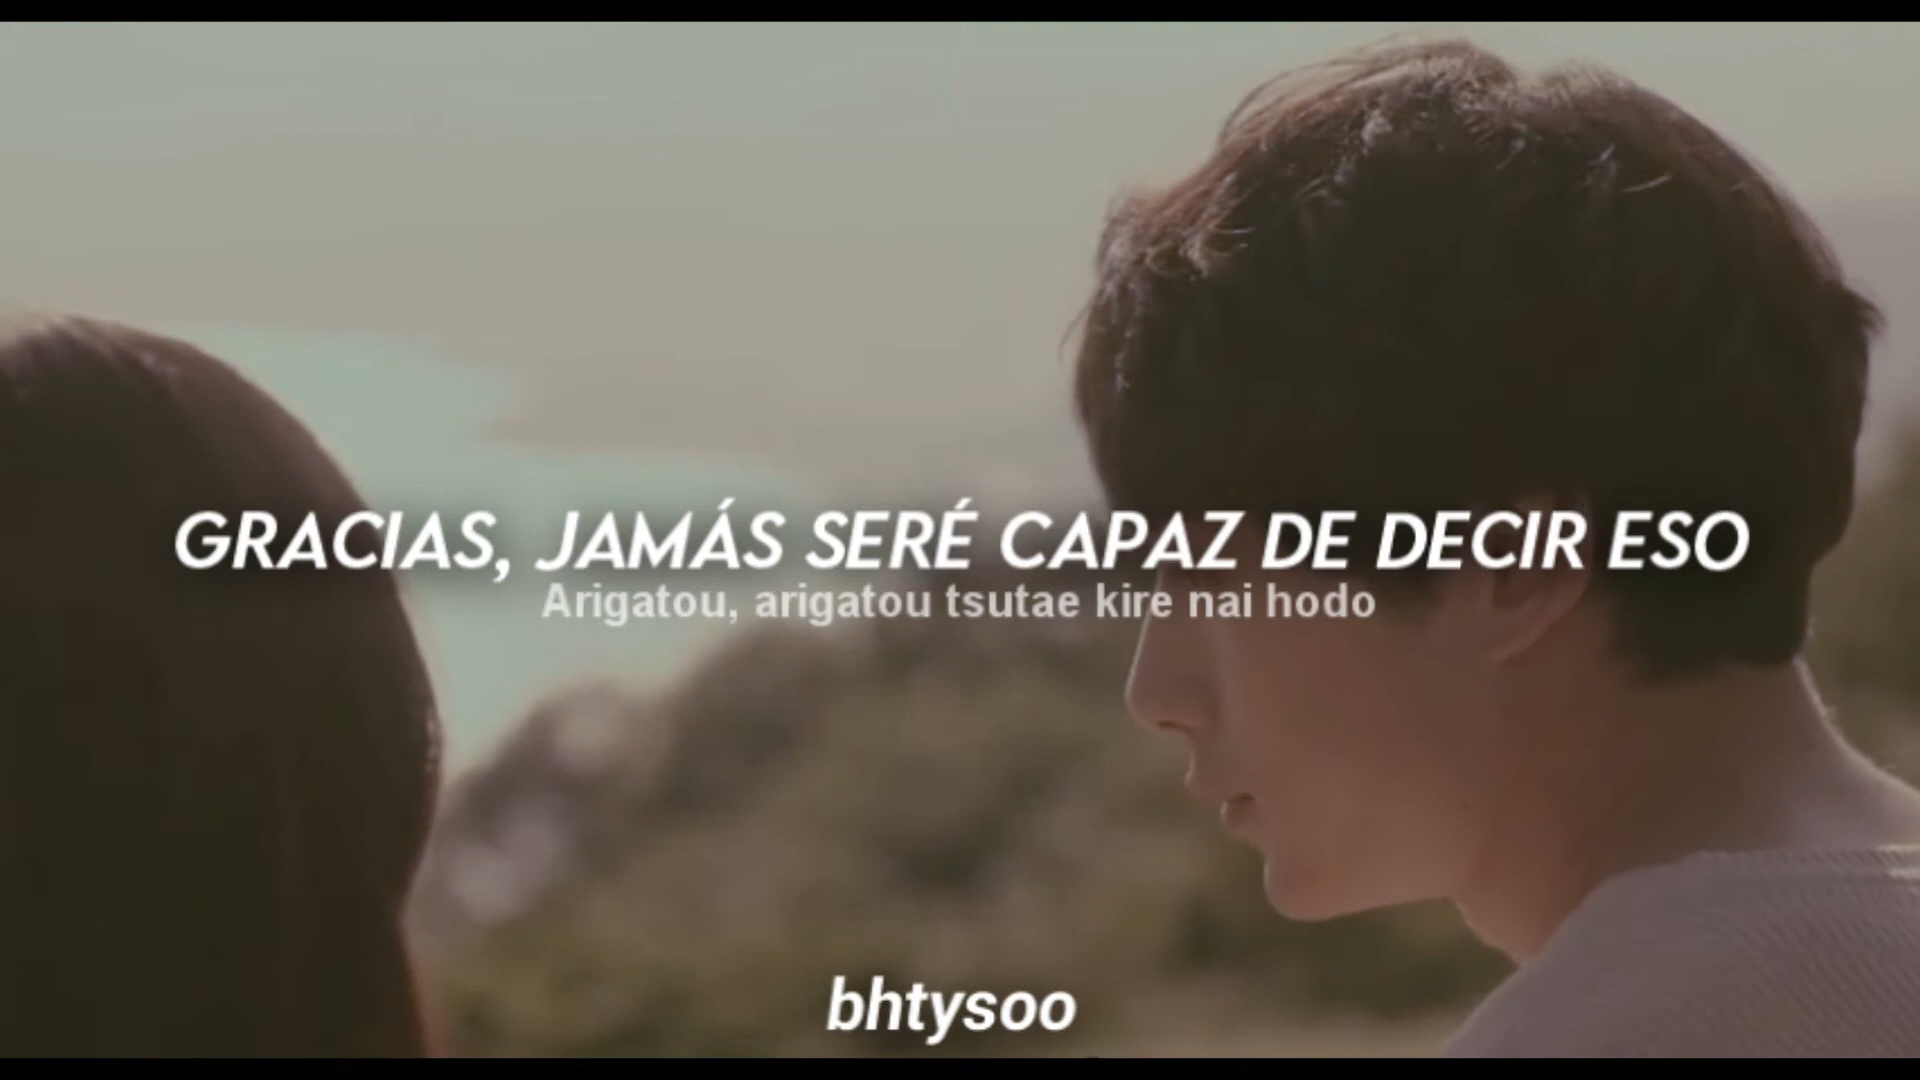 GRACIAS, JAMÁS SERÉ CAPAZ DE DECIR ESO
Arigatou, arigatou tsutae kire nai hodo
bhtysoo